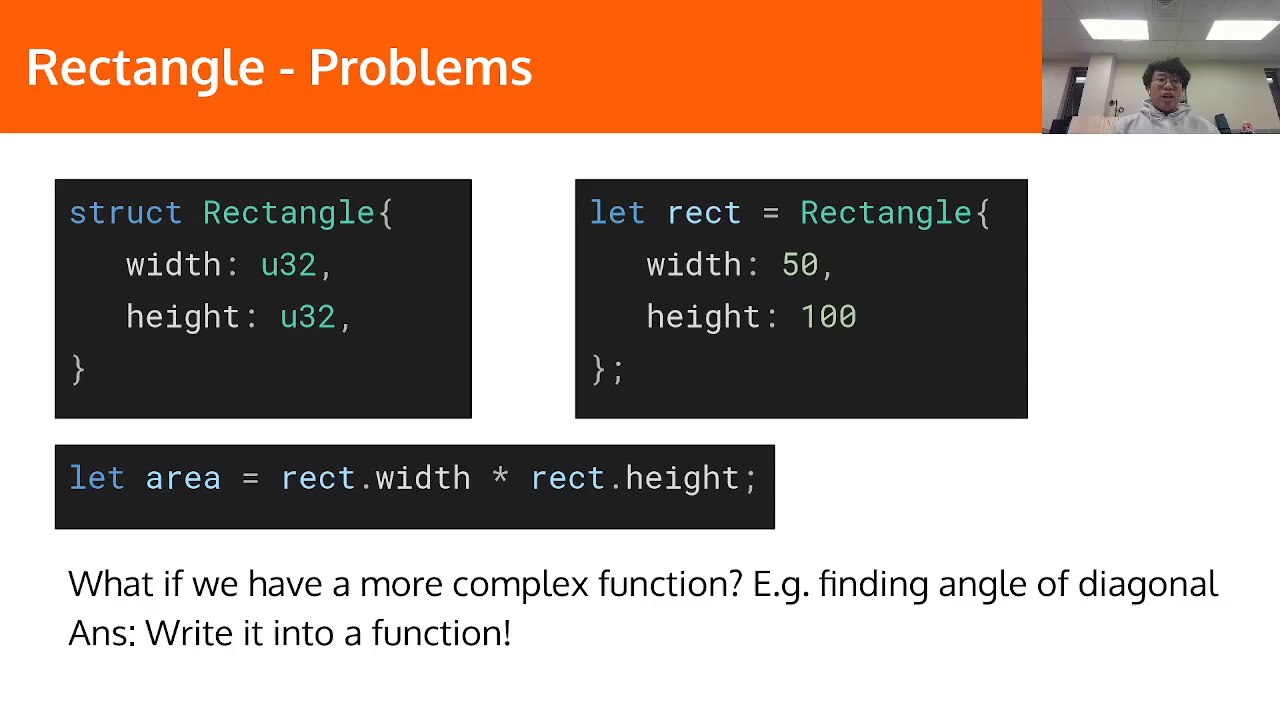 Rectangle - Problems
struct Rectangle{
width: u32,
height: u32,
}
let rect = Rectangle{
width: 50,
height: 100
};
let area = rect.width * rect.height;
What if we have a more complex function? E.g. finding angle of diagonal
Ans: Write it into a function!